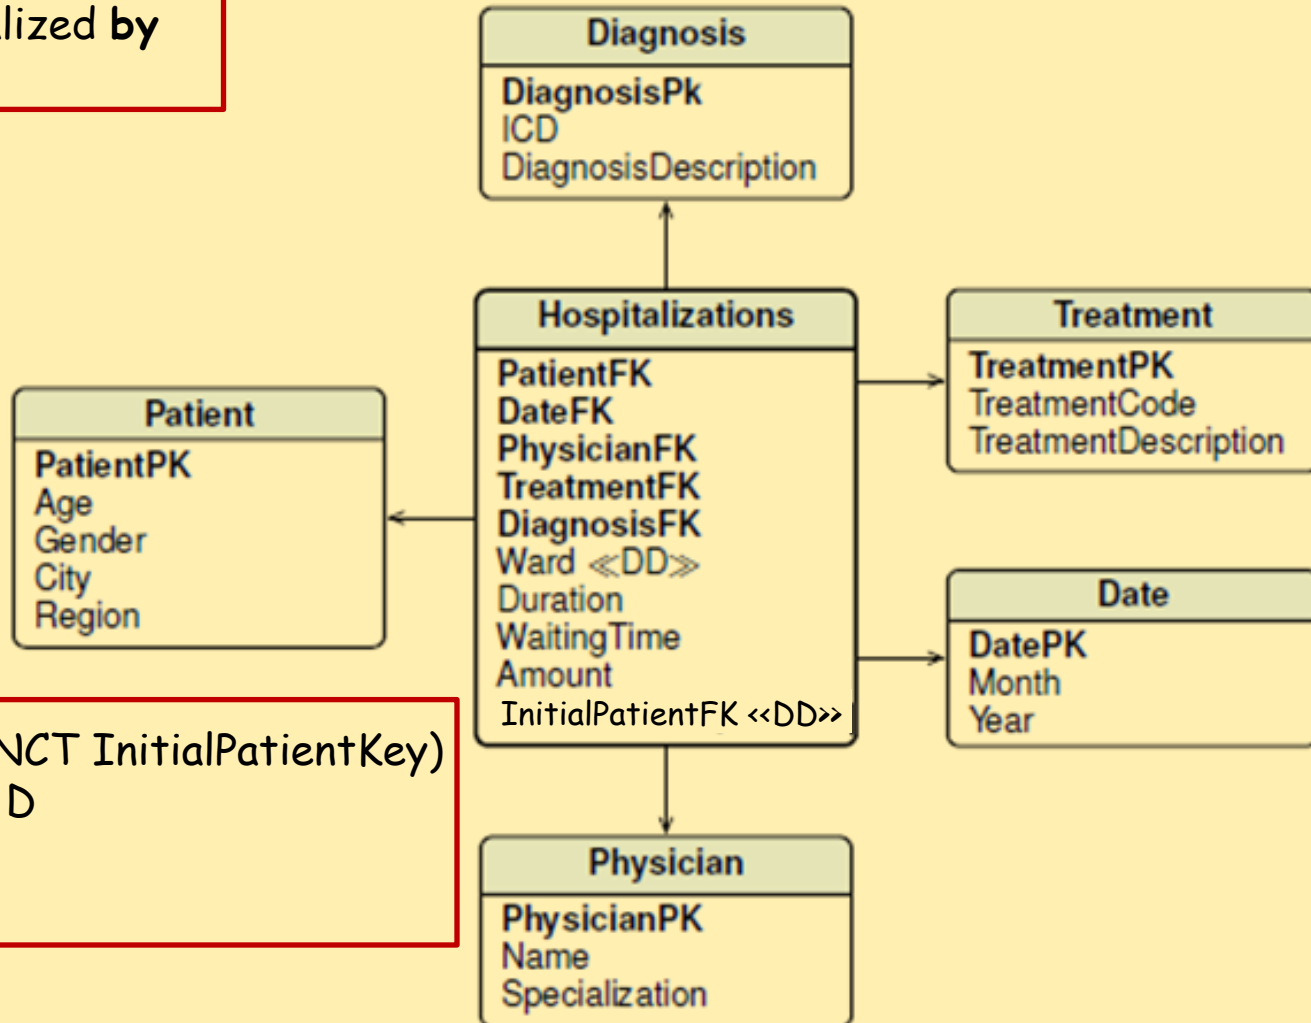 lized by
Diagnosis
DiagnosisPk
ICD
DiagnosisDescription
Hospitalizations
PatientFK
DateFK
PhysicianFK
TreatmentFK
DiagnosisFK
Ward ≪DD≫
Duration
WaitingTime
Amount
InitialPatientFK <<DD>>
Treatment
TreatmentPK
TreatmentCode
TreatmentDescription
Patient
PatientPK
Age
Gender
City
Region
Date
DatePK
Month
Year
NCT InitialPatientKey)
D
Physician
PhysicianPK
Name
Specialization